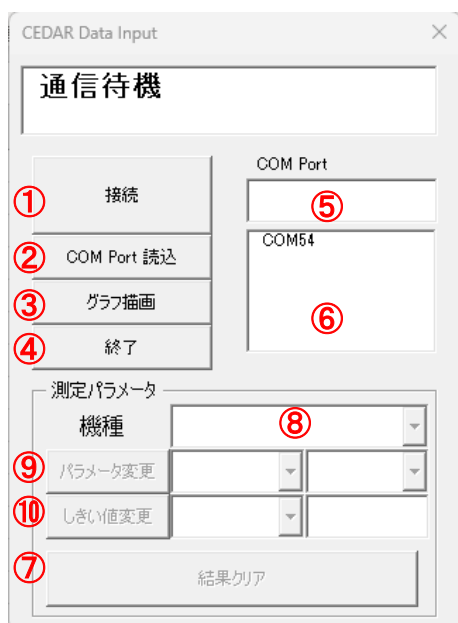 CEDAR Data Input
通信待機
① 接続
COM Port
⑤
② COM Port 読込
COM54
③ グラフ描画
⑥
④ 終了
測定パラメータ
機種 ⑧
⑨ パラメータ変更
⑩ しきい値変更
⑦ 結果クリア